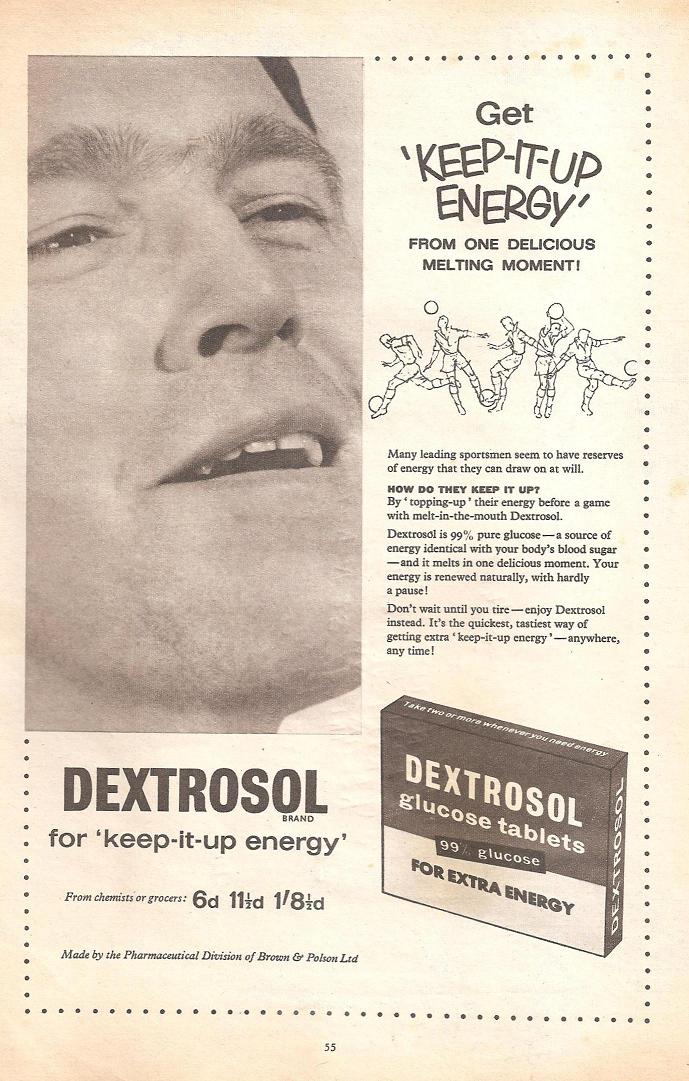 Get
'KEEP-IT-UP
ENERGY'
FROM ONE DELICIOUS
MELTING MOMENT!
Many leading sportsmen seem to have reserves
of energy that they can draw on at will.
HOW DO THEY KEEP IT UP?
By 'topping-up' their energy before a game
with melt-in-the-mouth Dextrosol.
Dextrosol is 99% pure glucose—a source of
energy identical with your body's blood sugar
—and it melts in one delicious moment. Your
energy is renewed naturally, with hardly
a pause!
Don't wait until you tire—enjoy Dextrosol
instead. It's the quickest, tastiest way of
getting extra 'keep-it-up energy'—anywhere,
any time!
Take two or more whenever you need energy
DEXTROSOL
glucose tablets
99% glucose
FOR EXTRA ENERGY
DEXTROSOL
DEXTROSOL
BRAND
for 'keep-it-up energy'
From chemists or grocers: 6d 11½d 1/8½d
Made by the Pharmaceutical Division of Brown & Polson Ltd
55